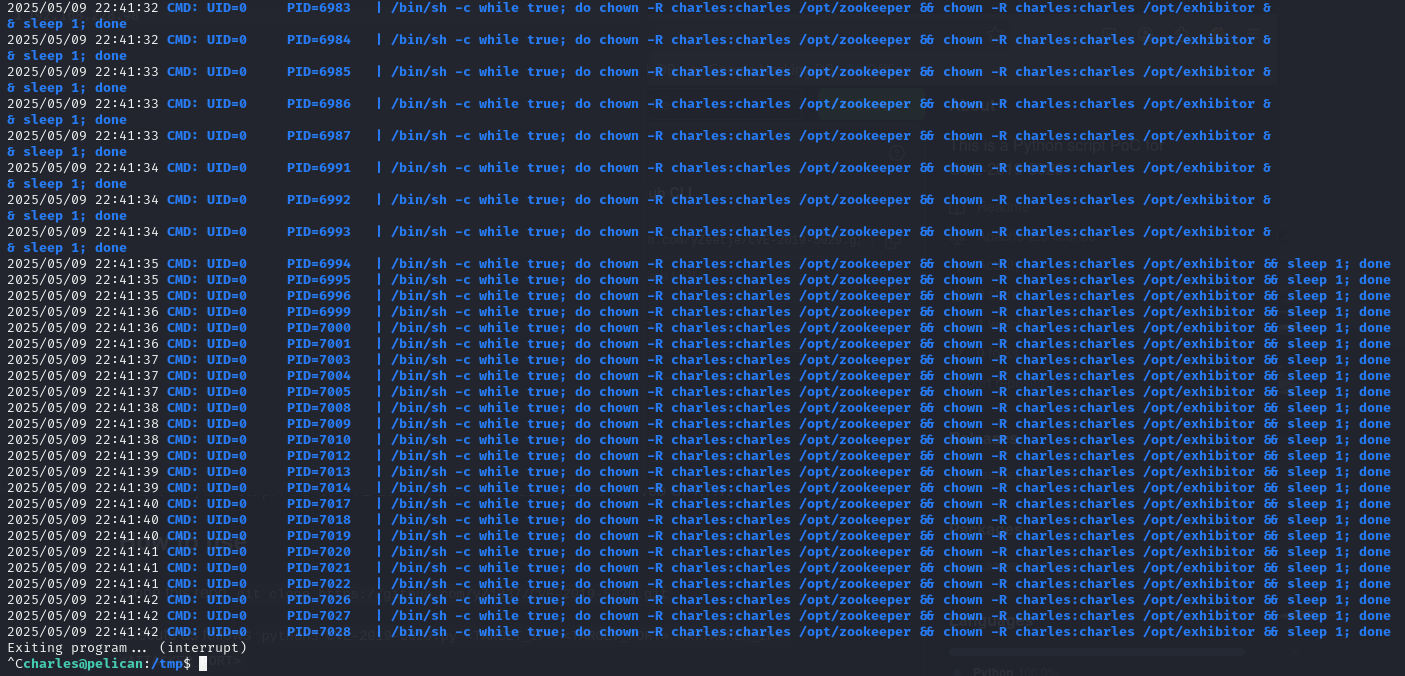 2025/05/09 22:41:32 CMD: UID=0     PID=6983   | /bin/sh -c while true; do chown -R charles:charles /opt/zookeeper && chown -R charles:charles /opt/exhibitor &
& sleep 1; done
2025/05/09 22:41:32 CMD: UID=0     PID=6984   | /bin/sh -c while true; do chown -R charles:charles /opt/zookeeper && chown -R charles:charles /opt/exhibitor &
& sleep 1; done
2025/05/09 22:41:33 CMD: UID=0     PID=6985   | /bin/sh -c while true; do chown -R charles:charles /opt/zookeeper && chown -R charles:charles /opt/exhibitor &
& sleep 1; done
2025/05/09 22:41:33 CMD: UID=0     PID=6986   | /bin/sh -c while true; do chown -R charles:charles /opt/zookeeper && chown -R charles:charles /opt/exhibitor &
& sleep 1; done
2025/05/09 22:41:33 CMD: UID=0     PID=6987   | /bin/sh -c while true; do chown -R charles:charles /opt/zookeeper && chown -R charles:charles /opt/exhibitor &
& sleep 1; done
2025/05/09 22:41:34 CMD: UID=0     PID=6991   | /bin/sh -c while true; do chown -R charles:charles /opt/zookeeper && chown -R charles:charles /opt/exhibitor &
& sleep 1; done
2025/05/09 22:41:34 CMD: UID=0     PID=6992   | /bin/sh -c while true; do chown -R charles:charles /opt/zookeeper && chown -R charles:charles /opt/exhibitor &
& sleep 1; done
2025/05/09 22:41:34 CMD: UID=0     PID=6993   | /bin/sh -c while true; do chown -R charles:charles /opt/zookeeper && chown -R charles:charles /opt/exhibitor &
& sleep 1; done
2025/05/09 22:41:35 CMD: UID=0     PID=6994   | /bin/sh -c while true; do chown -R charles:charles /opt/zookeeper && chown -R charles:charles /opt/exhibitor && sleep 1; done
2025/05/09 22:41:35 CMD: UID=0     PID=6995   | /bin/sh -c while true; do chown -R charles:charles /opt/zookeeper && chown -R charles:charles /opt/exhibitor && sleep 1; done
2025/05/09 22:41:35 CMD: UID=0     PID=6996   | /bin/sh -c while true; do chown -R charles:charles /opt/zookeeper && chown -R charles:charles /opt/exhibitor && sleep 1; done
2025/05/09 22:41:36 CMD: UID=0     PID=6999   | /bin/sh -c while true; do chown -R charles:charles /opt/zookeeper && chown -R charles:charles /opt/exhibitor && sleep 1; done
2025/05/09 22:41:36 CMD: UID=0     PID=7000   | /bin/sh -c while true; do chown -R charles:charles /opt/zookeeper && chown -R charles:charles /opt/exhibitor && sleep 1; done
2025/05/09 22:41:36 CMD: UID=0     PID=7001   | /bin/sh -c while true; do chown -R charles:charles /opt/zookeeper && chown -R charles:charles /opt/exhibitor && sleep 1; done
2025/05/09 22:41:37 CMD: UID=0     PID=7003   | /bin/sh -c while true; do chown -R charles:charles /opt/zookeeper && chown -R charles:charles /opt/exhibitor && sleep 1; done
2025/05/09 22:41:37 CMD: UID=0     PID=7004   | /bin/sh -c while true; do chown -R charles:charles /opt/zookeeper && chown -R charles:charles /opt/exhibitor && sleep 1; done
2025/05/09 22:41:37 CMD: UID=0     PID=7005   | /bin/sh -c while true; do chown -R charles:charles /opt/zookeeper && chown -R charles:charles /opt/exhibitor && sleep 1; done
2025/05/09 22:41:38 CMD: UID=0     PID=7008   | /bin/sh -c while true; do chown -R charles:charles /opt/zookeeper && chown -R charles:charles /opt/exhibitor && sleep 1; done
2025/05/09 22:41:38 CMD: UID=0     PID=7009   | /bin/sh -c while true; do chown -R charles:charles /opt/zookeeper && chown -R charles:charles /opt/exhibitor && sleep 1; done
2025/05/09 22:41:38 CMD: UID=0     PID=7010   | /bin/sh -c while true; do chown -R charles:charles /opt/zookeeper && chown -R charles:charles /opt/exhibitor && sleep 1; done
2025/05/09 22:41:39 CMD: UID=0     PID=7012   | /bin/sh -c while true; do chown -R charles:charles /opt/zookeeper && chown -R charles:charles /opt/exhibitor && sleep 1; done
2025/05/09 22:41:39 CMD: UID=0     PID=7013   | /bin/sh -c while true; do chown -R charles:charles /opt/zookeeper && chown -R charles:charles /opt/exhibitor && sleep 1; done
2025/05/09 22:41:39 CMD: UID=0     PID=7014   | /bin/sh -c while true; do chown -R charles:charles /opt/zookeeper && chown -R charles:charles /opt/exhibitor && sleep 1; done
2025/05/09 22:41:40 CMD: UID=0     PID=7017   | /bin/sh -c while true; do chown -R charles:charles /opt/zookeeper && chown -R charles:charles /opt/exhibitor && sleep 1; done
2025/05/09 22:41:40 CMD: UID=0     PID=7018   | /bin/sh -c while true; do chown -R charles:charles /opt/zookeeper && chown -R charles:charles /opt/exhibitor && sleep 1; done
2025/05/09 22:41:40 CMD: UID=0     PID=7019   | /bin/sh -c while true; do chown -R charles:charles /opt/zookeeper && chown -R charles:charles /opt/exhibitor && sleep 1; done
2025/05/09 22:41:41 CMD: UID=0     PID=7020   | /bin/sh -c while true; do chown -R charles:charles /opt/zookeeper && chown -R charles:charles /opt/exhibitor && sleep 1; done
2025/05/09 22:41:41 CMD: UID=0     PID=7021   | /bin/sh -c while true; do chown -R charles:charles /opt/zookeeper && chown -R charles:charles /opt/exhibitor && sleep 1; done
2025/05/09 22:41:41 CMD: UID=0     PID=7022   | /bin/sh -c while true; do chown -R charles:charles /opt/zookeeper && chown -R charles:charles /opt/exhibitor && sleep 1; done
2025/05/09 22:41:42 CMD: UID=0     PID=7026   | /bin/sh -c while true; do chown -R charles:charles /opt/zookeeper && chown -R charles:charles /opt/exhibitor && sleep 1; done
2025/05/09 22:41:42 CMD: UID=0     PID=7027   | /bin/sh -c while true; do chown -R charles:charles /opt/zookeeper && chown -R charles:charles /opt/exhibitor && sleep 1; done
2025/05/09 22:41:42 CMD: UID=0     PID=7031   | /bin/sh -c while true; do chown -R charles:charles /opt/zookeeper && chown -R charles:charles /opt/exhibitor && sleep 1; done
Exiting program... (interrupt)
^Ccharles@pelican:/tmp$